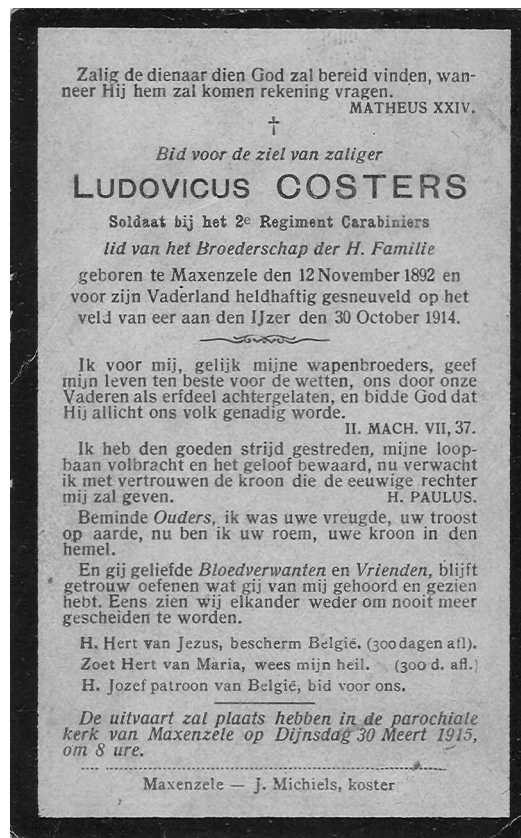 Zalig de dienaar dien God zal bereid vinden, wan-
neer Hij hem zal komen rekening vragen.
MATHEUS XXIV.
†
Bid voor de ziel van zaliger
LUDOVICUS COSTERS
Soldaat bij het 2e Regiment Carabiniers
lid van het Broederschap der H. Familie
geboren te Maxenzele den 12 November 1892 en
voor zijn Vaderland heldhaftig gesneuveld op het
veld van eer aan den IJzer den 30 October 1914.
Ik voor mij, gelijk mijne wapenbroeders, geef
mijn leven ten beste voor de wetten, ons door onze
Vaderen als erfdeel achtergelaten, en bidde God dat
Hij allicht ons volk genadig worde.
II. MACH. VII, 37.
Ik heb den goeden strijd gestreden, mijne loop-
baan volbracht en het geloof bewaard, nu verwacht
ik met vertrouwen de kroon die de eeuwige rechter
mij zal geven. H. PAULUS.
Beminde Ouders, ik was uwe vreugde, uw troost
op aarde, nu ben ik uw roem, uwe kroon in den
hemel.
En gij geliefde Bloedverwanten en Vrienden, blijft
getrouw oefenen wat gij van mij gehoord en gezien
hebt. Eens zien wij elkander weder om nooit meer
gescheiden te worden.
H. Hert van Jezus, bescherm België. (300 dagen afl).
Zoet Hert van Maria, wees mijn heil. (300 d. afl.)
H. Jozef patroon van België, bid voor ons.
De uitvaart zal plaats hebben in de parochiale
kerk van Maxenzele op Dijnsdag 30 Meert 1915,
om 8 ure.
Maxenzele — J. Michiels, koster